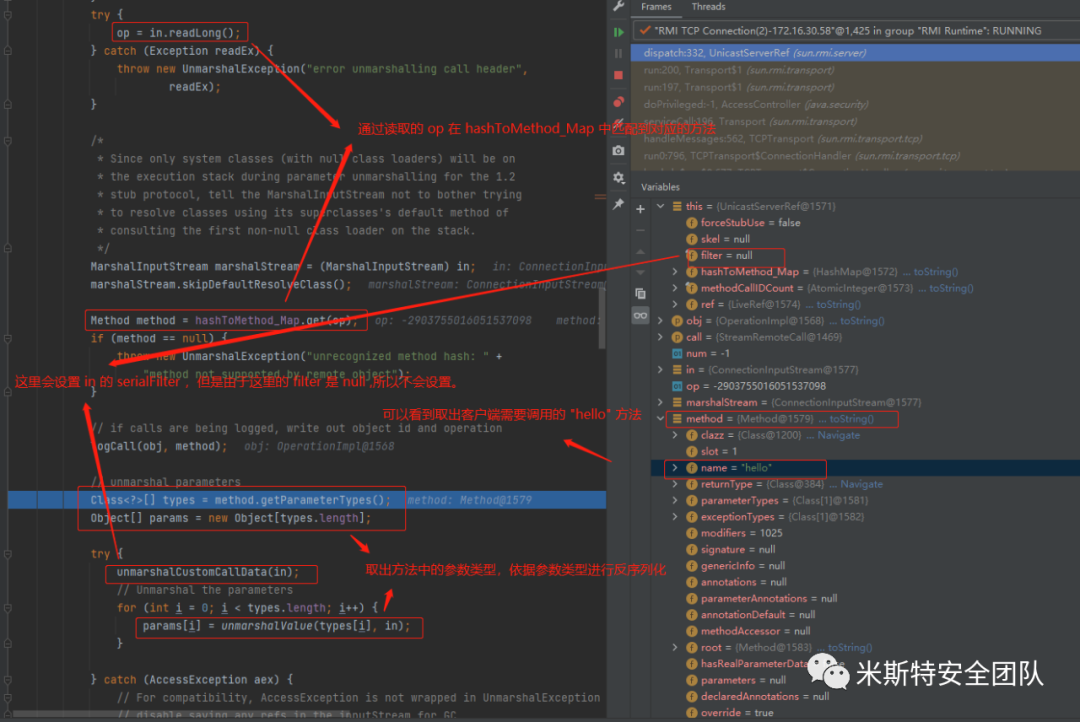 try {
op = in.readLong();
} catch (Exception readEx) {
throw new UnmarshalException("error unmarshalling call header",
readEx);
}
通过读取的 op 在 hashToMethod_Map 中匹配到对应的方法
/*
* Since only system classes (with null class loaders) will be on
* the execution stack during parameter unmarshalling for the 1.2
* stub protocol, tell the MarshalInputStream not to bother trying
* to resolve classes using its superclasses's default method of
* consulting the first non-null class loader on the stack.
*/
MarshalInputStream marshalStream = (MarshalInputStream) in; in: ConnectionInpu
marshalStream.skipDefaultResolveClass(); marshalStream: ConnectionInputStream
Method method = hashToMethod_Map.get(op); op: -2903755016051537098 method:
if (method == null) {
throw new UnmarshalException("unrecognized method hash: " +
"method not supported by remote object");
}
这里会设置 in 的 serialFilter ，但是由于这里的 filter 是 null ,所以不会设置。
可以看到取出客户端需要调用的 "hello" 方法
// if calls are being logged, write out object id and operation
logCall(obj, method); obj: OperationImpl@1568
// unmarshal parameters
Class<?>[] types = method.getParameterTypes(); method: Method@1579
Object[] params = new Object[types.length];
try {
unmarshalCustomCallData(in);
取出方法中的参数类型，依据参数类型进行反序列化
// Unmarshal the parameters
for (int i = 0; i < types.length; i++) {
params[i] = unmarshalValue(types[i], in);
}
} catch (AccessException aex) {
// For compatibility, AccessException is not wrapped in UnmarshalException
// disable saving any refs in the inputStream for GC
Frames Threads
"RMI TCP Connection(2)-172.16.30.58"@1,425 in group "RMI Runtime": RUNNING
dispatch:332, UnicastServerRef (sun.rmi.server)
run:200, Transport$1 (sun.rmi.transport)
run:197, Transport$1 (sun.rmi.transport)
doPrivileged:-1, AccessController (java.security)
serviceCall:196, Transport (sun.rmi.transport)
handleMessages:562, TCPTransport (sun.rmi.transport.tcp)
run0:796, TCPTransport$ConnectionHandler (sun.rmi.transport.tcp)
Variables
this = {UnicastServerRef@1571}
forceStubUse = false
skel = null
filter = null
hashToMethod_Map = {HashMap@1572} ... toString()
methodCallIDCount = {AtomicInteger@1573} ... toString()
ref = {LiveRef@1574} ... toString()
obj = {OperationImpl@1568} ... toString()
call = {StreamRemoteCall@1469}
num = -1
in = {ConnectionInputStream@1577}
op = -2903755016051537098
marshalStream = {ConnectionInputStream@1577}
method = {Method@1579} ... toString()
clazz = {Class@1200} ... Navigate
slot = 1
name = "hello"
returnType = {Class@384} ... Navigate
parameterTypes = {Class[1]@1581}
exceptionTypes = {Class[1]@1582}
modifiers = 1025
signature = null
genericInfo = null
annotations = null
parameterAnnotations = null
annotationDefault = null
methodAccessor = null
root = {Method@1583} ... toString()
hasRealParameterData
parameters = null
declaredAnnotations = null
override = true
米斯特安全团队